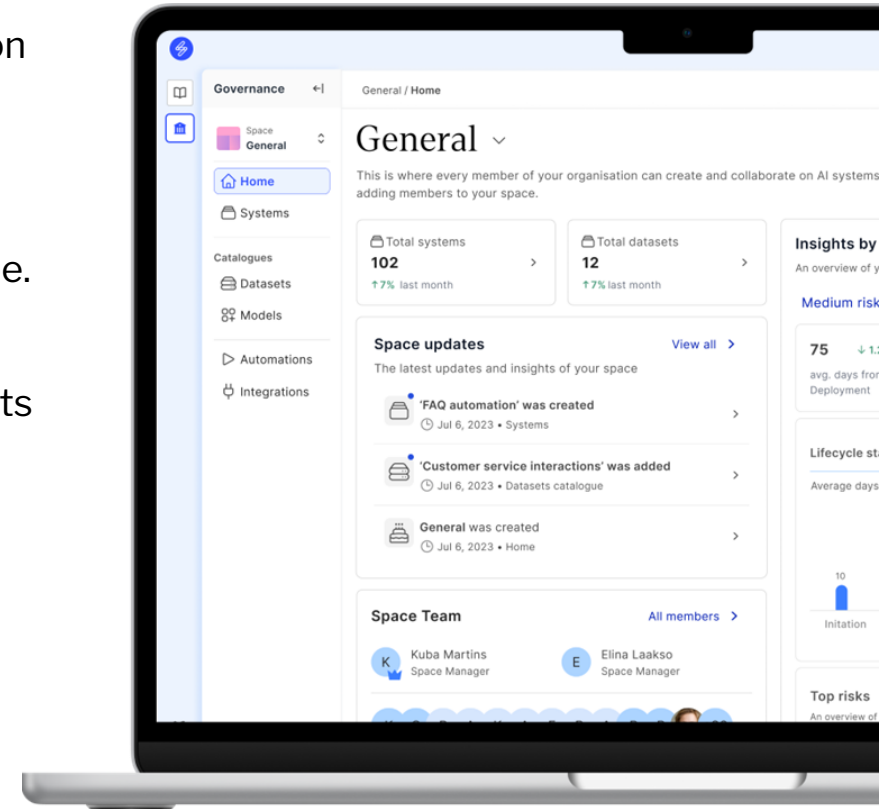 on
e.
ts
Governance
General / Home
Space
General
Home
Systems
Catalogues
Datasets
Models
Automations
Integrations
General
This is where every member of your organisation can create and collaborate on AI systems
adding members to your space.
Total systems
102
↑7% last month
Total datasets
12
↑7% last month
Space updates
View all
The latest updates and insights of your space
'FAQ automation' was created
Jul 6, 2023 • Systems
'Customer service interactions' was added
Jul 6, 2023 • Datasets catalogue
General was created
Jul 6, 2023 • Home
Space Team
All members
K
Kuba Martins
Space Manager
E
Elina Laakso
Space Manager
Insights by
An overview of y
Medium risk
75
↓ 1.
avg. days from
Deployment
Lifecycle sta
Average days
10
Initation
Top risks
An overview of